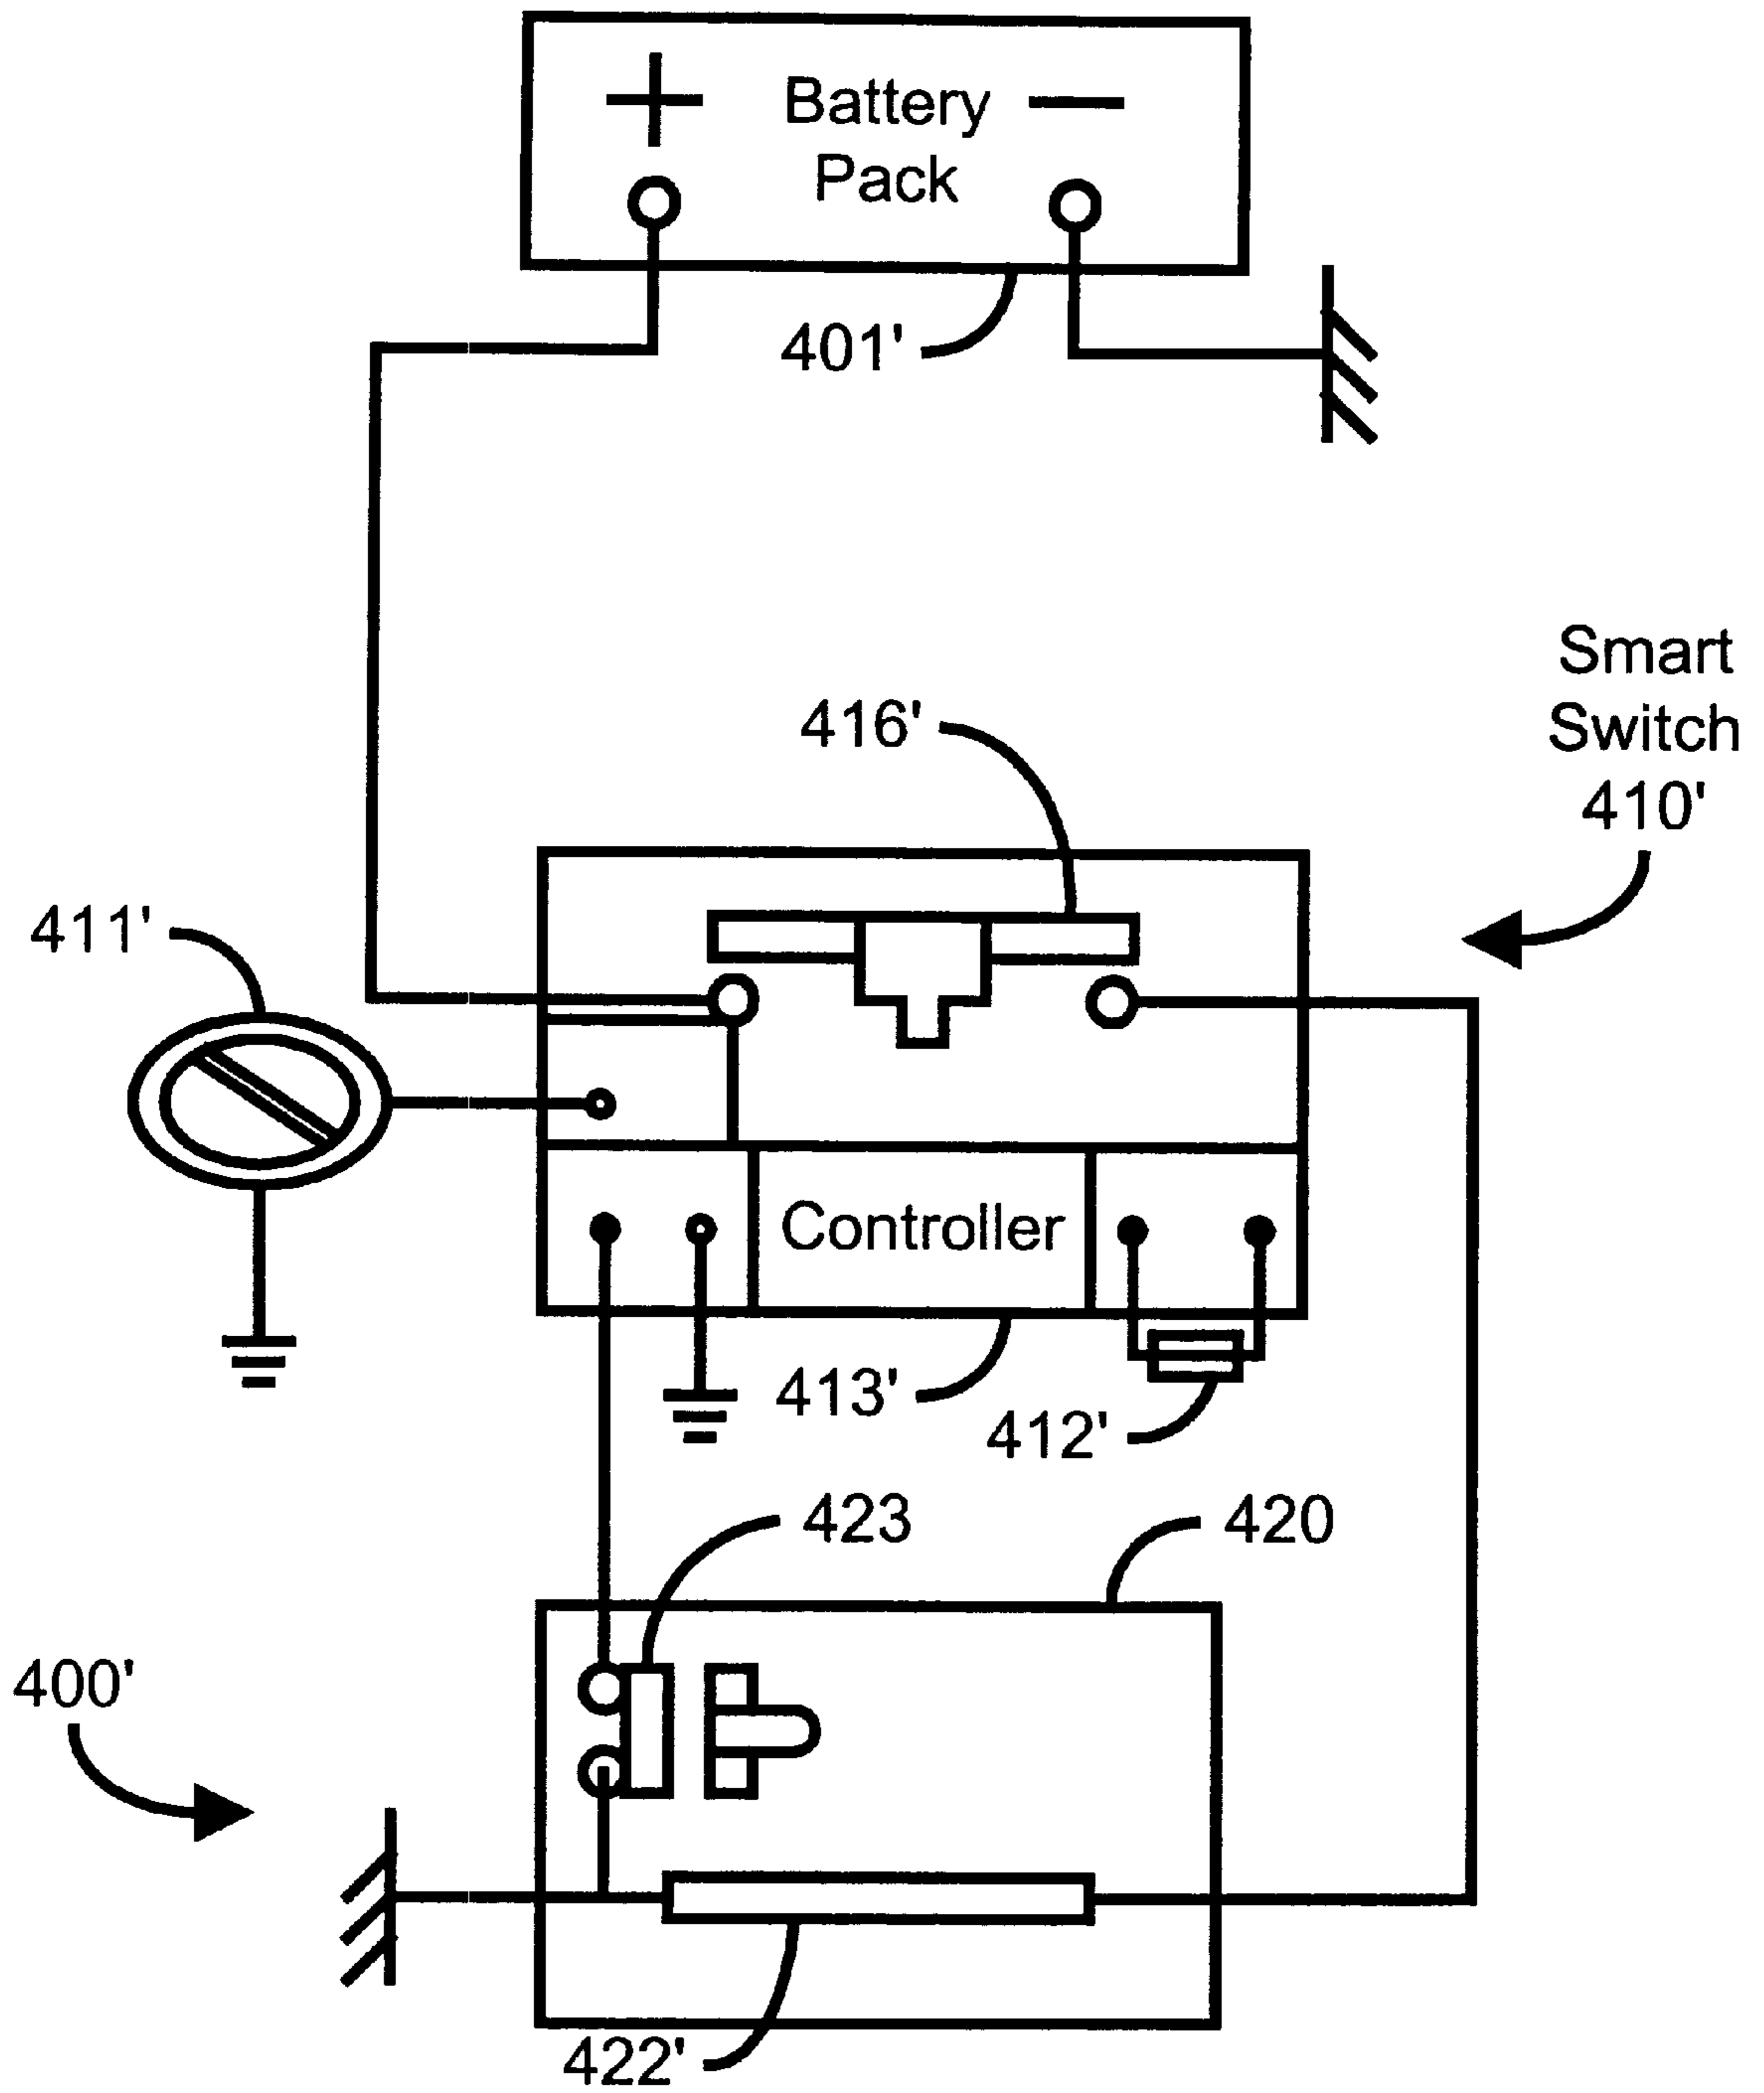 Battery
Pack
401'
Smart
Switch
410'
416'
411'
Controller
413'
412'
423
420
400'
422'